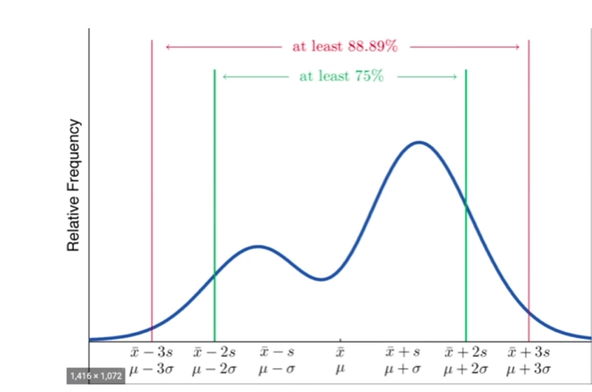 at least 88.89%
at least 75%
Relative Frequency
x̄ − 3s x̄ − 2s x̄ − s x̄ x̄ + s x̄ + 2s x̄ + 3s
μ − 3σ μ − 2σ μ − σ μ μ + σ μ + 2σ μ + 3σ
1,416 × 1,072